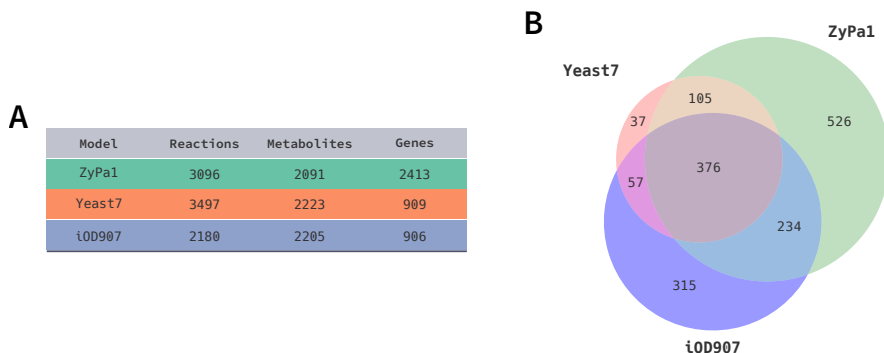 A
Model Reactions Metabolites Genes
ZyPa1 3096 2091 2413
Yeast7 3497 2223 909
iOD907 2180 2205 906
B
ZyPa1
Yeast7
105
37
526
376
57
234
315
iOD907